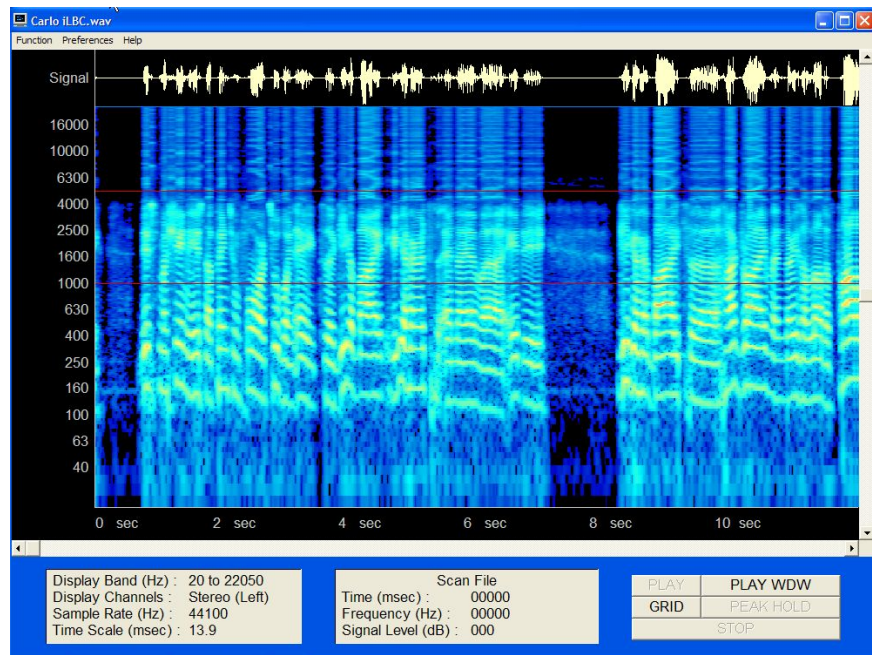 Carlo iLBC.wav
Function Preferences Help
Signal
16000
10000
6300
4000
2500
1600
1000
630
400
250
160
100
63
40
0 sec 2 sec 4 sec 6 sec 8 sec 10 sec
Display Band (Hz) : 20 to 22050
Display Channels : Stereo (Left)
Sample Rate (Hz) : 44100
Time Scale (msec) : 13.9
Scan File
Time (msec) : 00000
Frequency (Hz) : 00000
Signal Level (dB) : 000
PLAY PLAY WDW
GRID PEAK HOLD
STOP